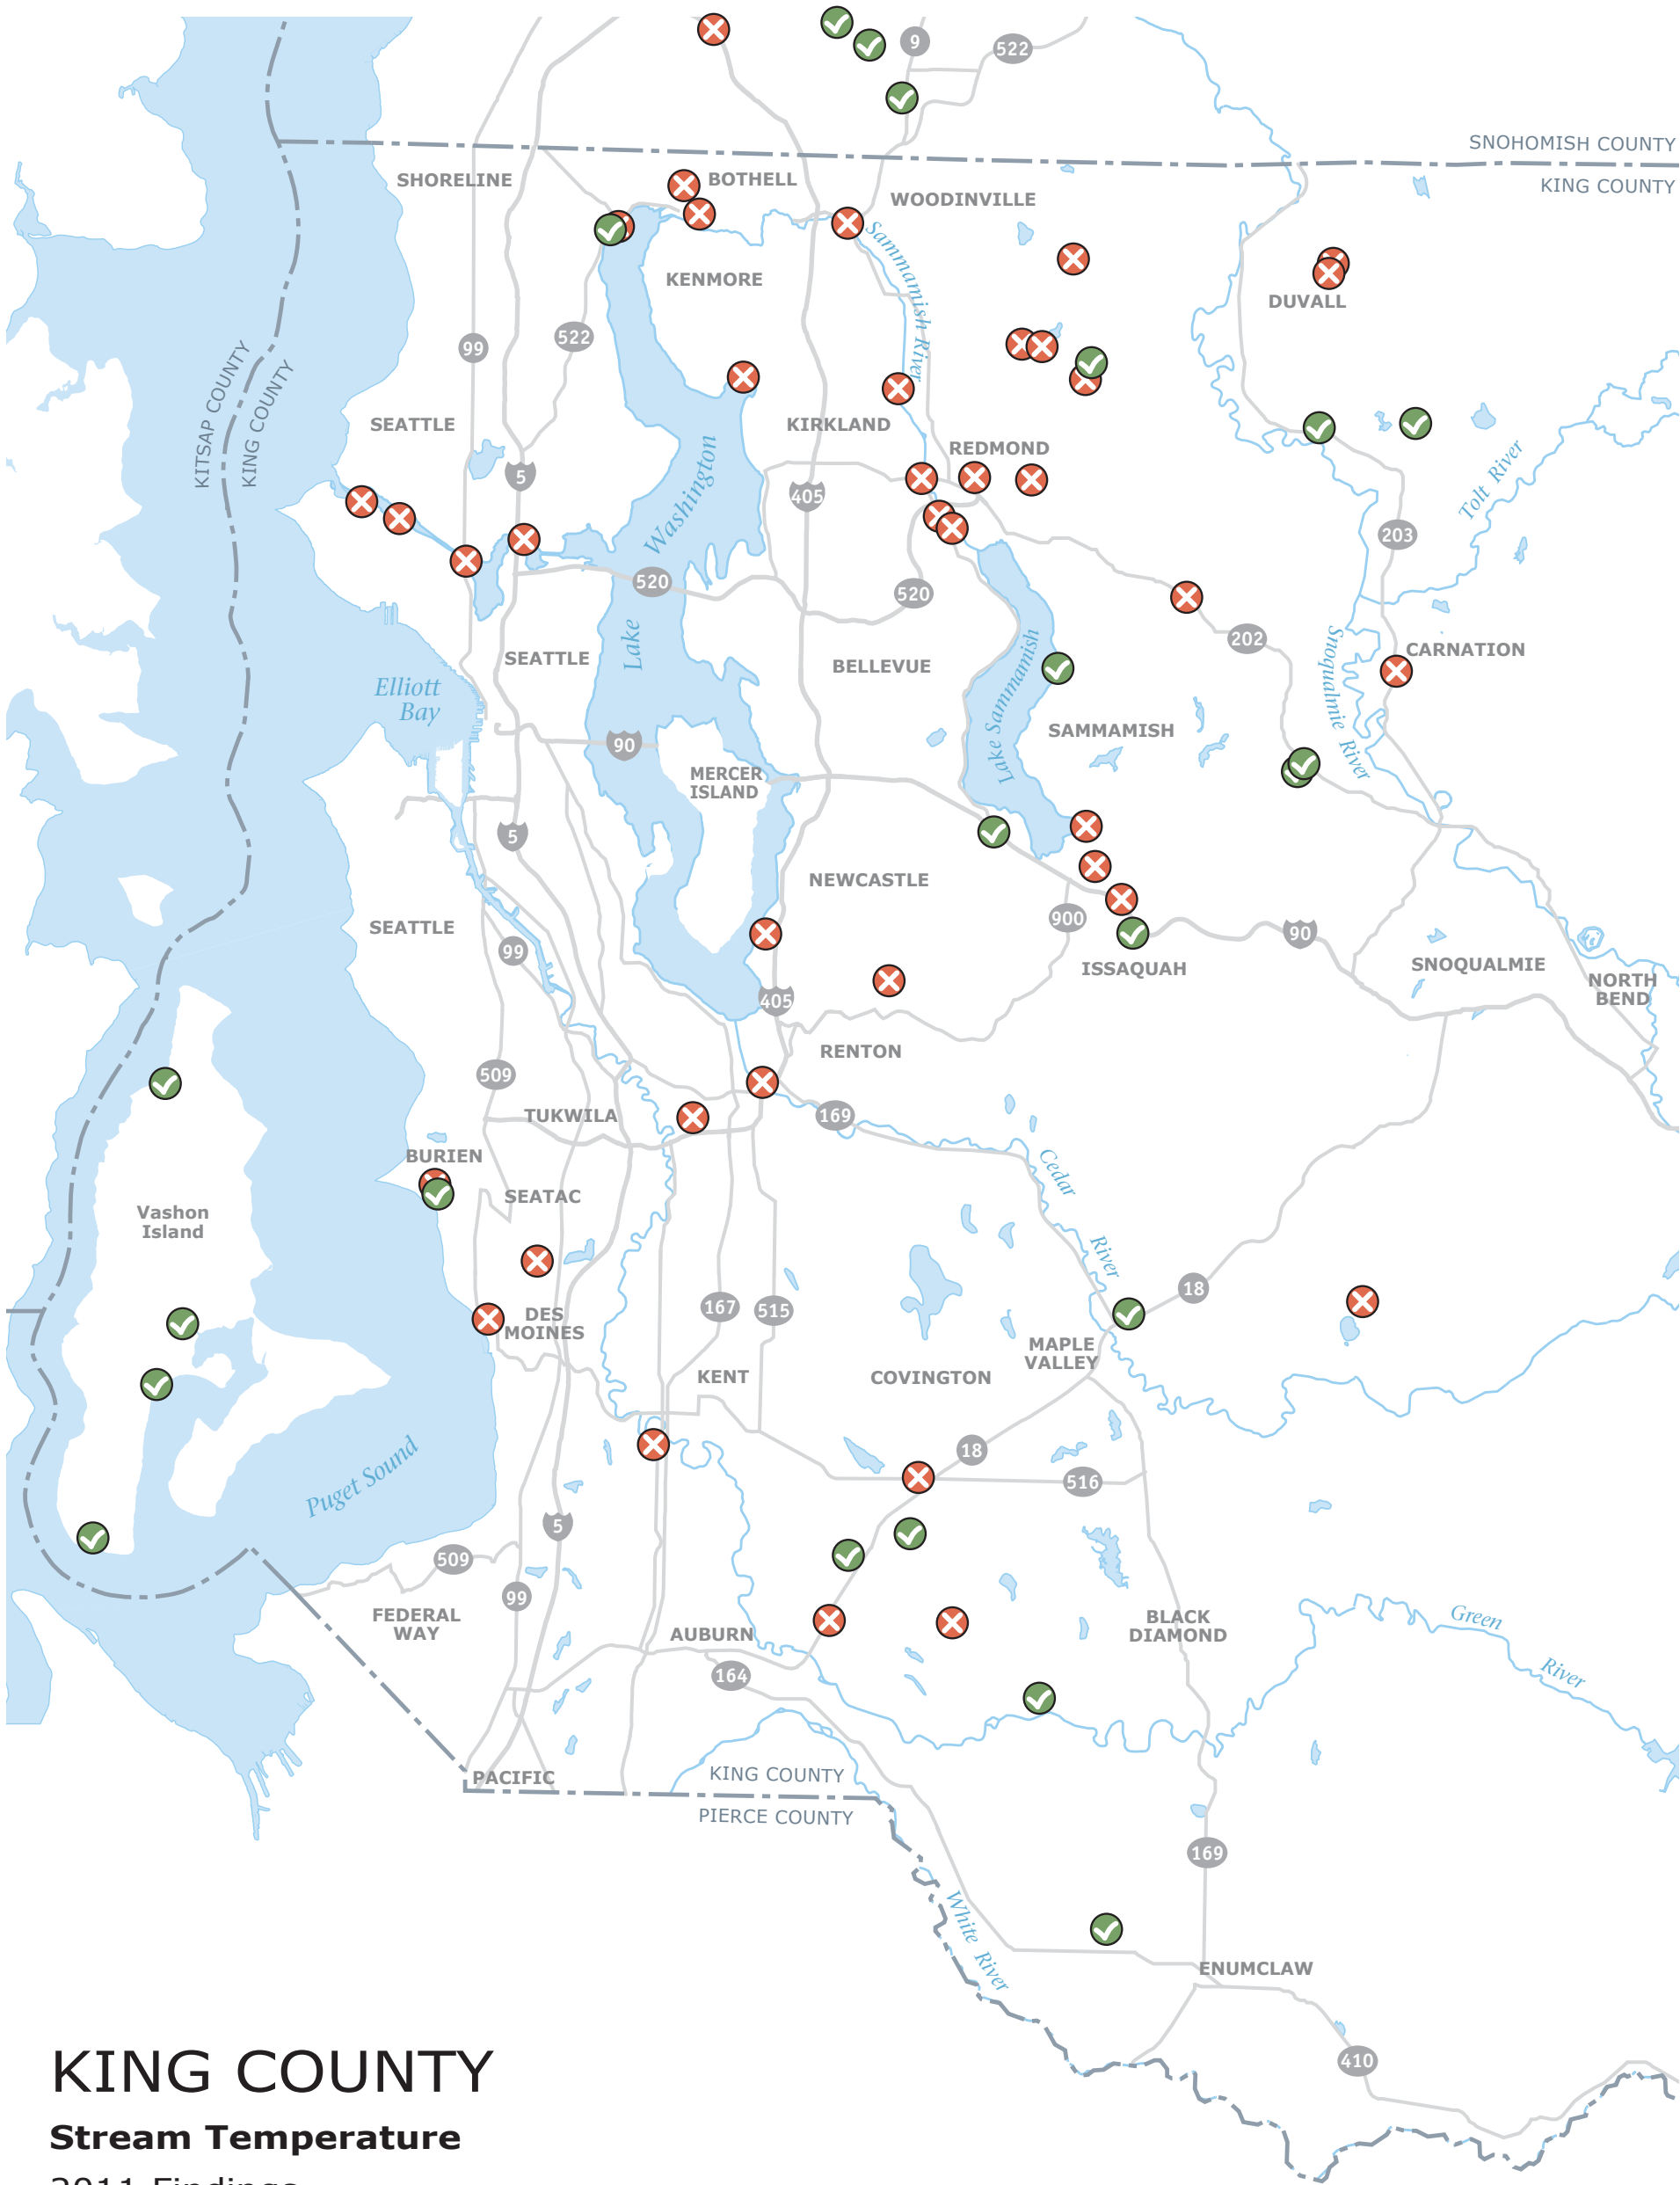 9
522
SNOHOMISH COUNTY
KING COUNTY
SHORELINE
BOTHELL
WOODINVILLE
Sammamish River
KENMORE
DUVALL
99
522
KITSAP COUNTY
KING COUNTY
SEATTLE
KIRKLAND
REDMOND
5
405
Tolt River
203
Lake Washington
520
520
202
SEATTLE
BELLEVUE
CARNATION
Snoqualmie River
Elliott
Bay
Lake Sammamish
SAMMAMISH
90
MERCER
ISLAND
5
NEWCASTLE
SEATTLE
99
900
90
ISSAQUAH
SNOQUALMIE
NORTH
BEND
405
RENTON
509
TUKWILA
169
BURIEN
Cedar River
SEATAC
Vashon
Island
18
167
515
DES
MOINES
MAPLE
VALLEY
KENT
COVINGTON
18
516
Puget Sound
5
509
99
FEDERAL
WAY
AUBURN
BLACK
DIAMOND
Green River
164
PACIFIC
KING COUNTY
PIERCE COUNTY
169
White River
ENUMCLAW
410
KING COUNTY
Stream Temperature
2011 Findings